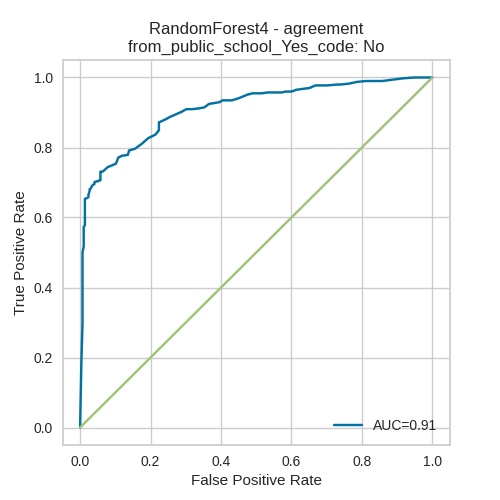 RandomForest4 - agreement
from_public_school_Yes_code: No
True Positive Rate
1.0
0.8
0.6
0.4
0.2
0.0
AUC=0.91
0.0 0.2 0.4 0.6 0.8 1.0
False Positive Rate